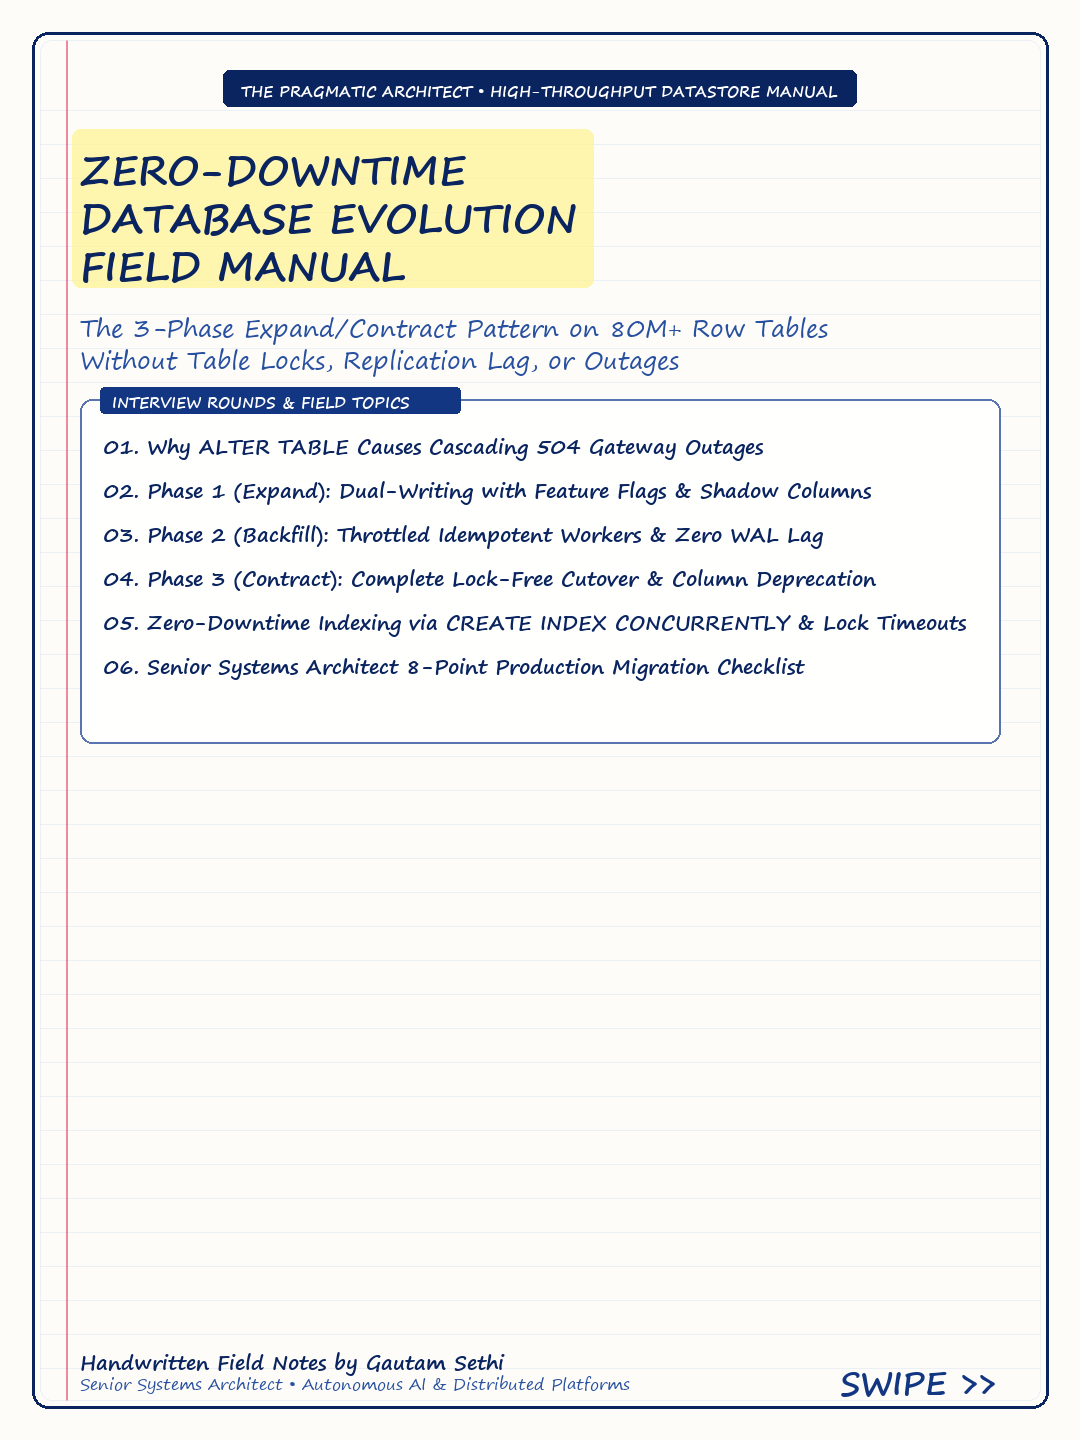 THE PRAGMATIC ARCHITECT • HIGH-THROUGHPUT DATASTORE MANUAL
ZERO-DOWNTIME
DATABASE EVOLUTION
FIELD MANUAL
The 3-Phase Expand/Contract Pattern on 80M+ Row Tables
Without Table Locks, Replication Lag, or Outages
INTERVIEW ROUNDS & FIELD TOPICS
01. Why ALTER TABLE Causes Cascading 504 Gateway Outages
02. Phase 1 (Expand): Dual-Writing with Feature Flags & Shadow Columns
03. Phase 2 (Backfill): Throttled Idempotent Workers & Zero WAL Lag
04. Phase 3 (Contract): Complete Lock-Free Cutover & Column Deprecation
05. Zero-Downtime Indexing via CREATE INDEX CONCURRENTLY & Lock Timeouts
06. Senior Systems Architect 8-Point Production Migration Checklist
Handwritten Field Notes by Gautam Sethi
Senior Systems Architect • Autonomous AI & Distributed Platforms
SWIPE >>